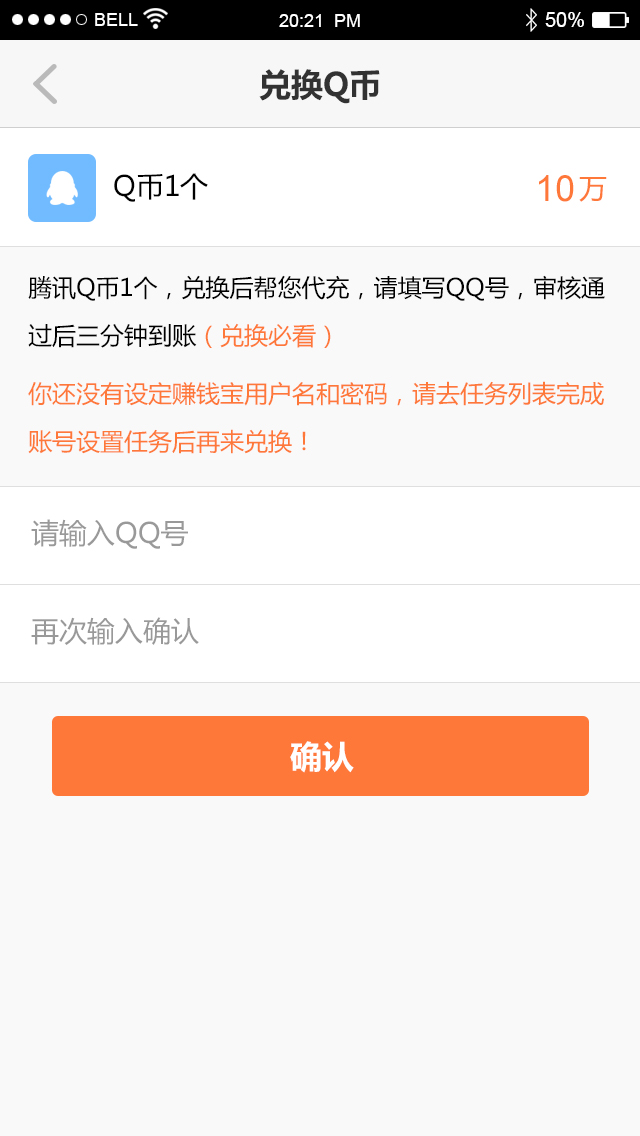 BELL 20:21 PM 50%
兑换Q币
Q币1个 10万
腾讯Q币1个，兑换后帮您代充，请填写QQ号，审核通
过后三分钟到账（兑换必看）
你还没有设定赚钱宝用户名和密码，请去任务列表完成
账号设置任务后再来兑换！
请输入QQ号
再次输入确认
确认